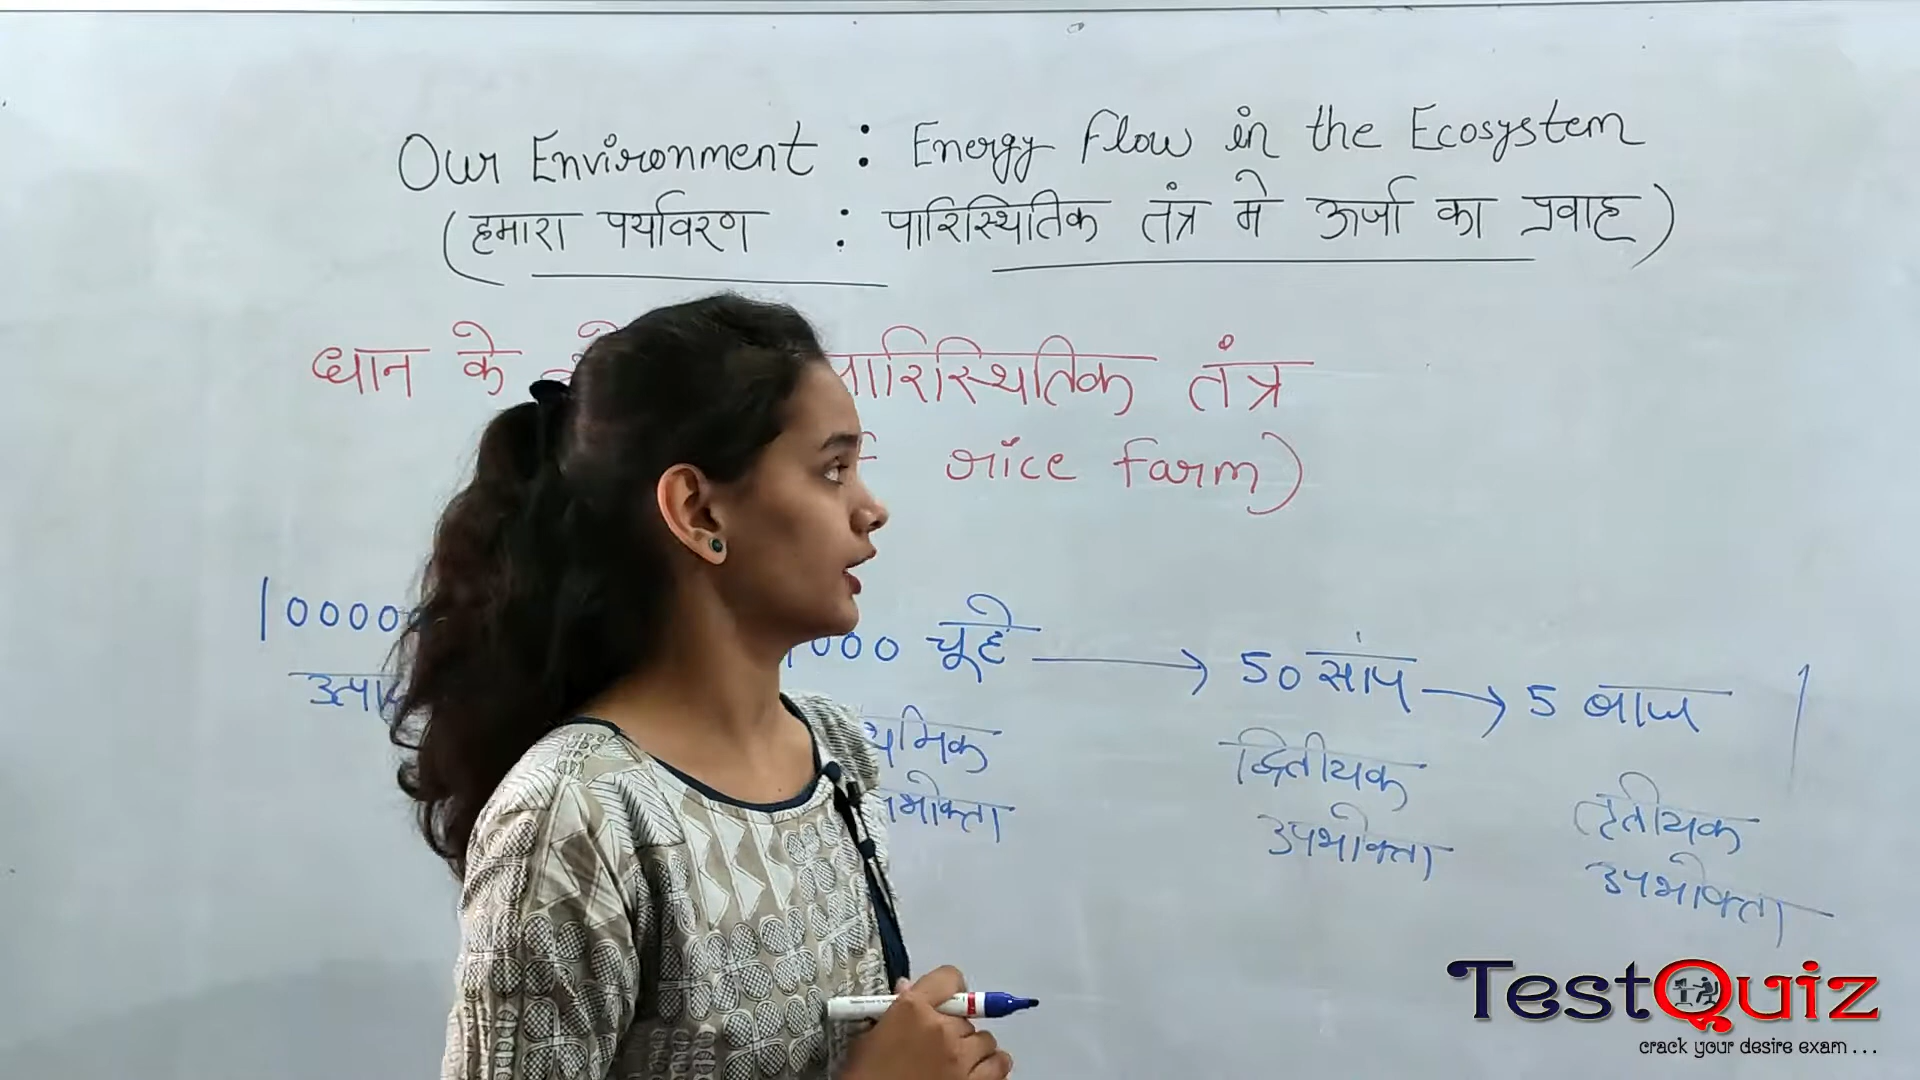 Our Environment : Energy Flow in the Ecosystem
(हमारा पर्यावरण : पारिस्थितिक तंत्र मे ऊर्जा का प्रवाह)
धान के पारिस्थितिक तंत्र
rice farm)
000 चूहे → 50 सांप → 5 बाज
द्वितीयक
उपभोक्ता
तृतीयक
उपभोक्ता
TestQuiz
crack your desire exam ...